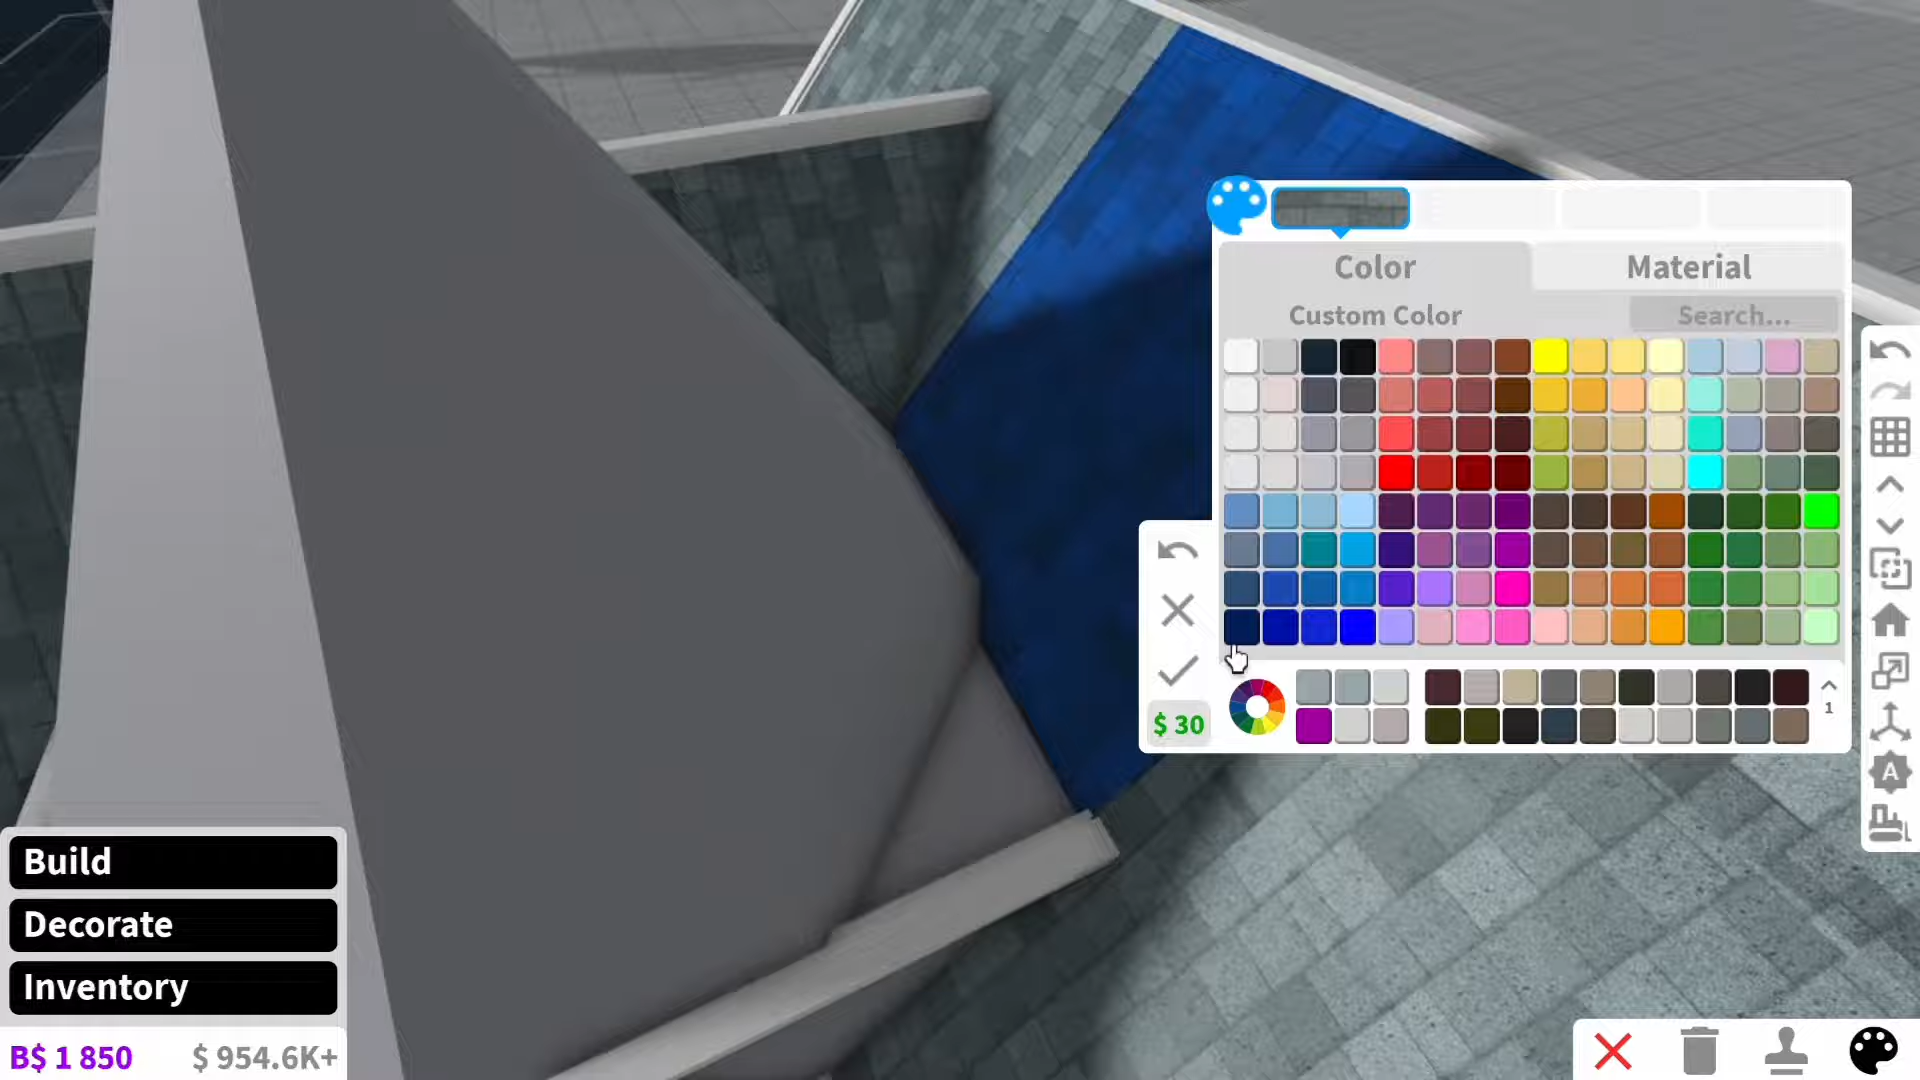 Color
Material
Custom Color
Search...
1
$ 30
A
Build
Decorate
Inventory
B$ 1 850
$ 954.6K+